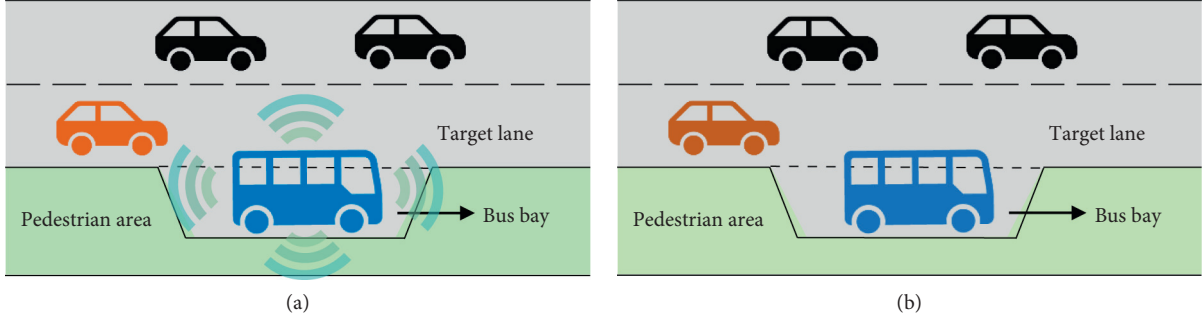 Target lane
Pedestrian area
Bus bay
(a)
Target lane
Pedestrian area
Bus bay
(b)